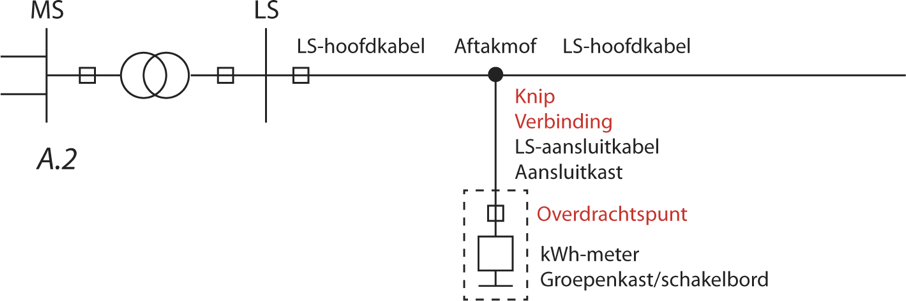 MS
LS
LS-hoofdkabel
Aftakmof
LS-hoofdkabel
Knip
Verbinding
LS-aansluitkabel
Aansluitkast
A.2
Overdrachtspunt
kWh-meter
Groepenkast/schakelbord